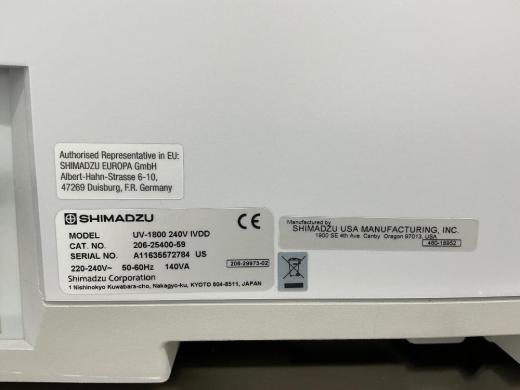 Authorised Representative in EU:
SHIMADZU EUROPA GmbH
Albert-Hahn-Strasse 6-10,
47269 Duisburg, F.R. Germany
SHIMADZU
MODEL UV-1800 240V IVDD
CAT. NO. 206-25400-59
SERIAL NO. A11635572784 US
220-240V~ 50-60Hz 140VA
206-29873-02
Shimadzu Corporation
1 Nishinokyo Kuwabara-cho, Nakagyo-ku, KYOTO 604-8511, JAPAN
CE
Manufactured by
SHIMADZU USA MANUFACTURING, INC.
1900 SE 4th Ave. Canby Oregon 97013, USA
460-18952